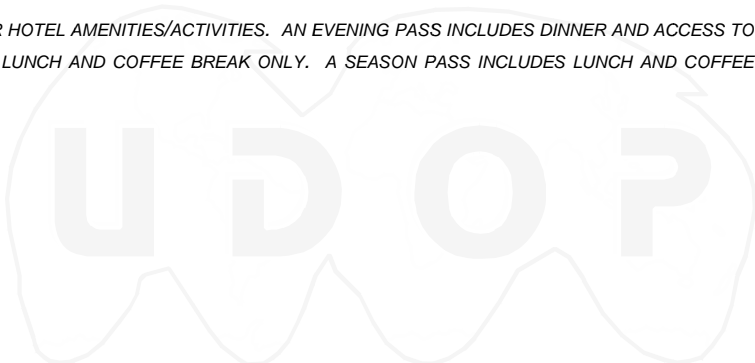 R HOTEL AMENITIES/ACTIVITIES. AN EVENING PASS INCLUDES DINNER AND ACCESS TO
LUNCH AND COFFEE BREAK ONLY. A SEASON PASS INCLUDES LUNCH AND COFFEE
UDOP